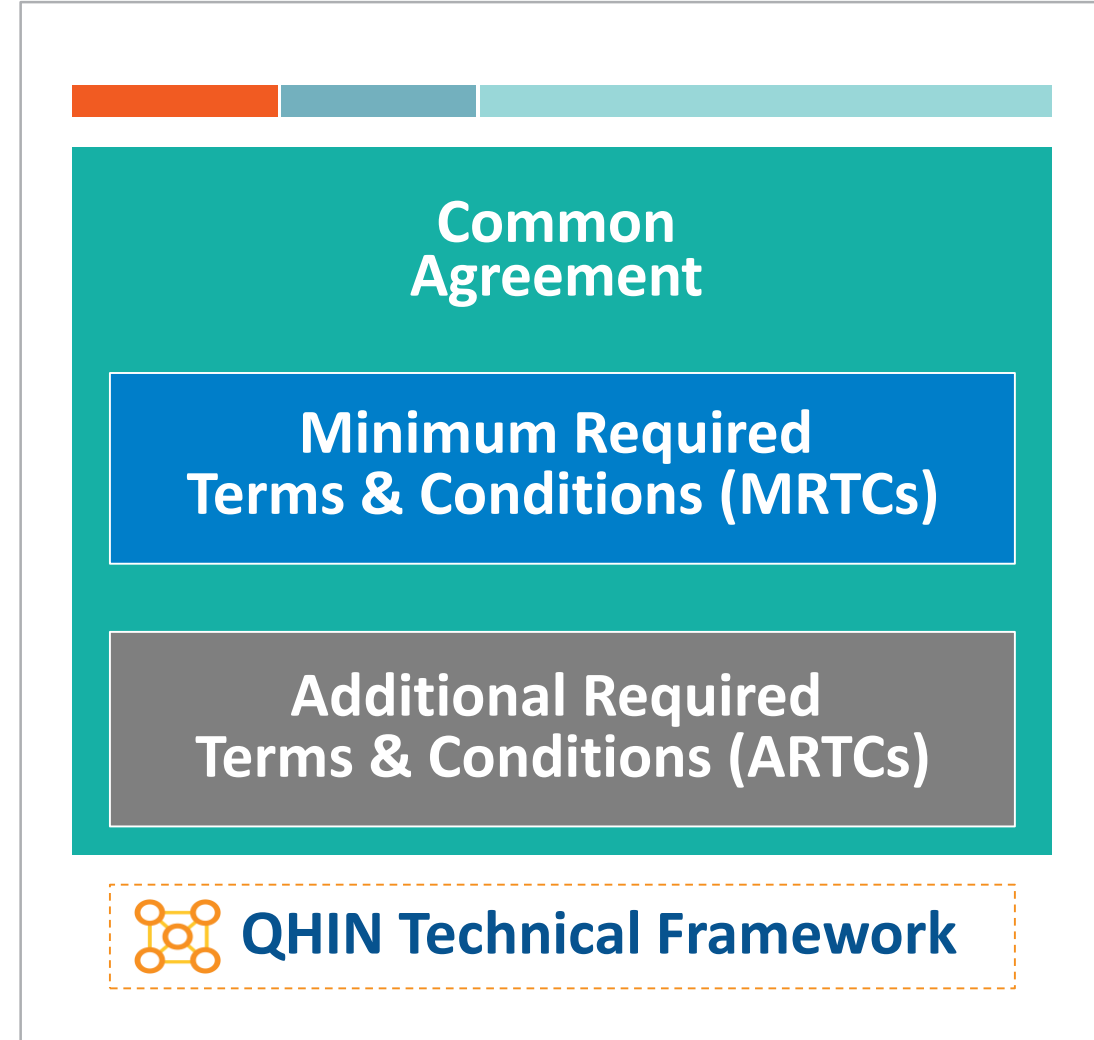 Common
Agreement
Minimum Required
Terms & Conditions (MRTCs)
Additional Required
Terms & Conditions (ARTCs)
QHIN Technical Framework